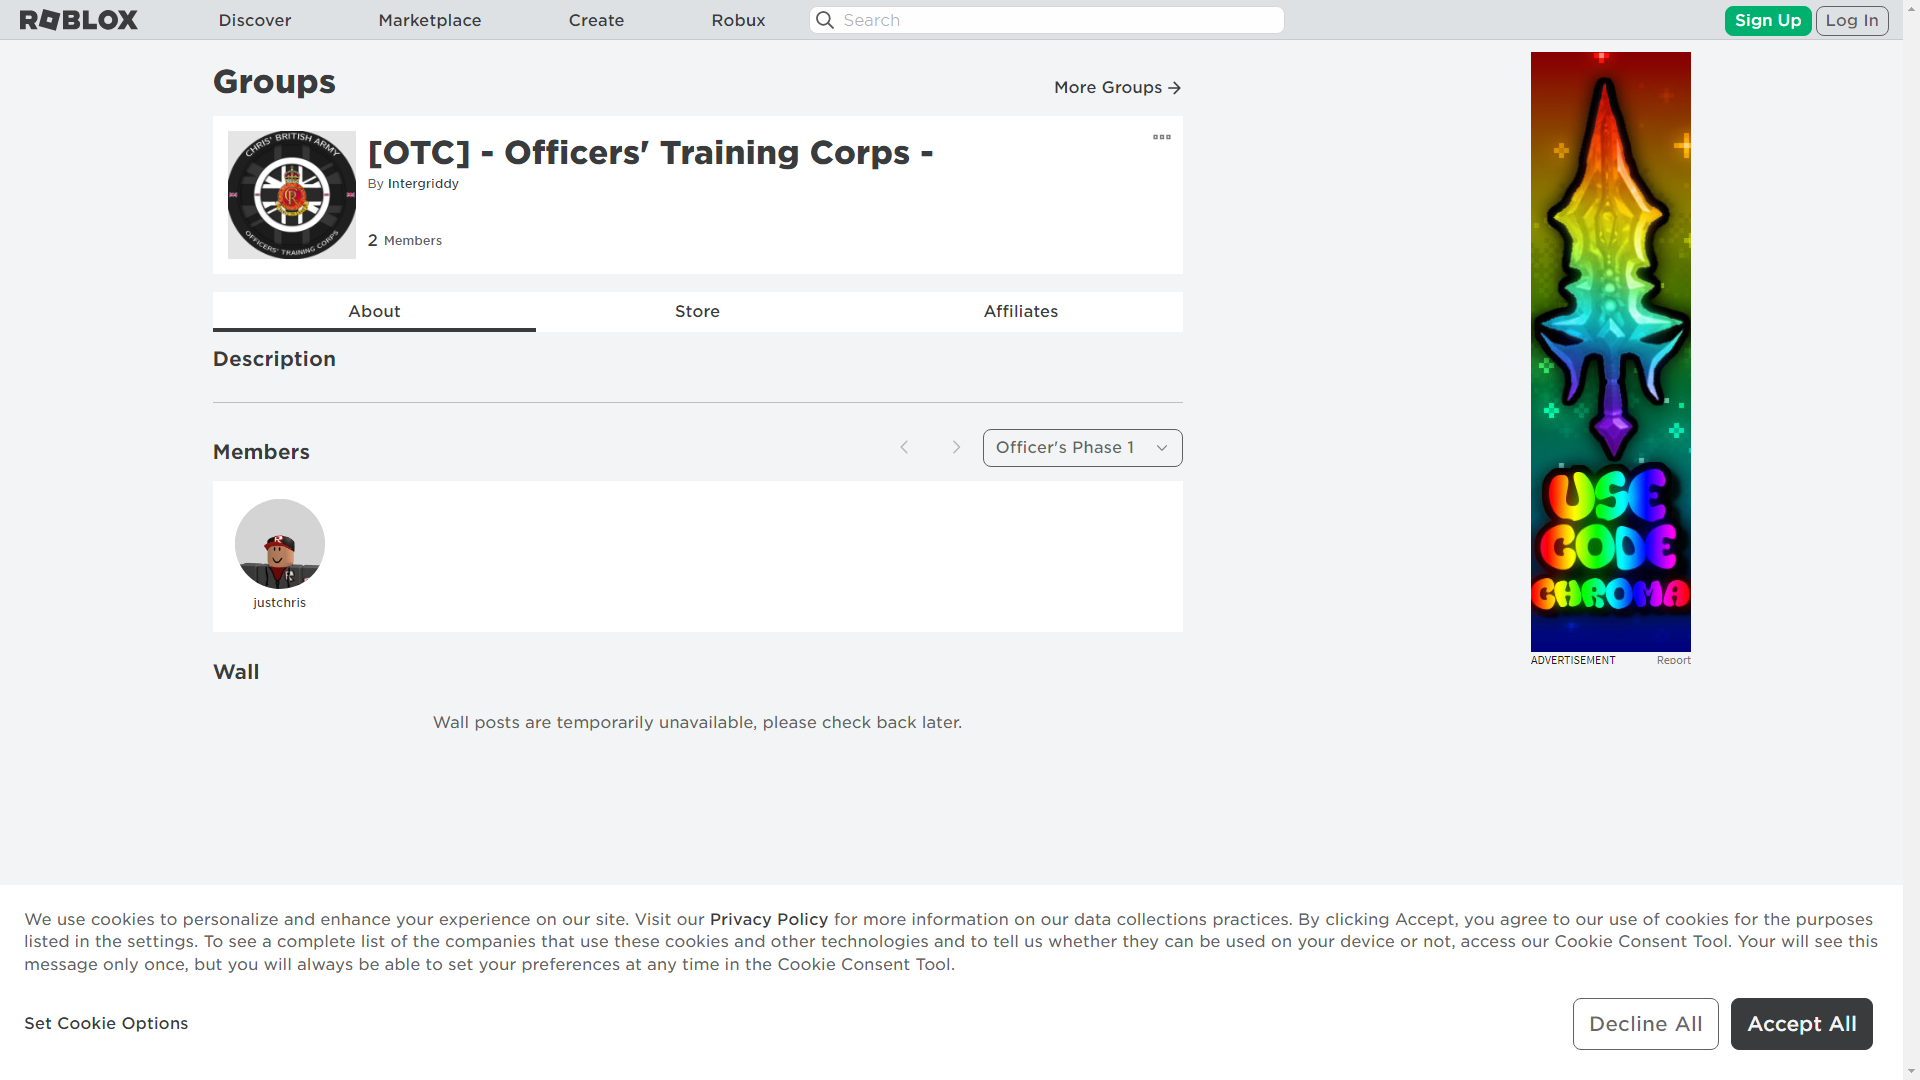 ROBLOX
Discover
Marketplace
Create
Robux
Search
Sign Up
Log In
Groups
More Groups
CHRIS' BRITISH ARMY
OFFICERS' TRAINING CORPS
[OTC] - Officers' Training Corps -
By Intergriddy
2 Members
About
Store
Affiliates
Description
Members
Officer's Phase 1
justchris
Wall
Wall posts are temporarily unavailable, please check back later.
USE
CODE
CHROMA
ADVERTISEMENT
Report
We use cookies to personalize and enhance your experience on our site. Visit our Privacy Policy for more information on our data collections practices. By clicking Accept, you agree to our use of cookies for the purposes
listed in the settings. To see a complete list of the companies that use these cookies and other technologies and to tell us whether they can be used on your device or not, access our Cookie Consent Tool. Your will see this
message only once, but you will always be able to set your preferences at any time in the Cookie Consent Tool.
Set Cookie Options
Decline All
Accept All